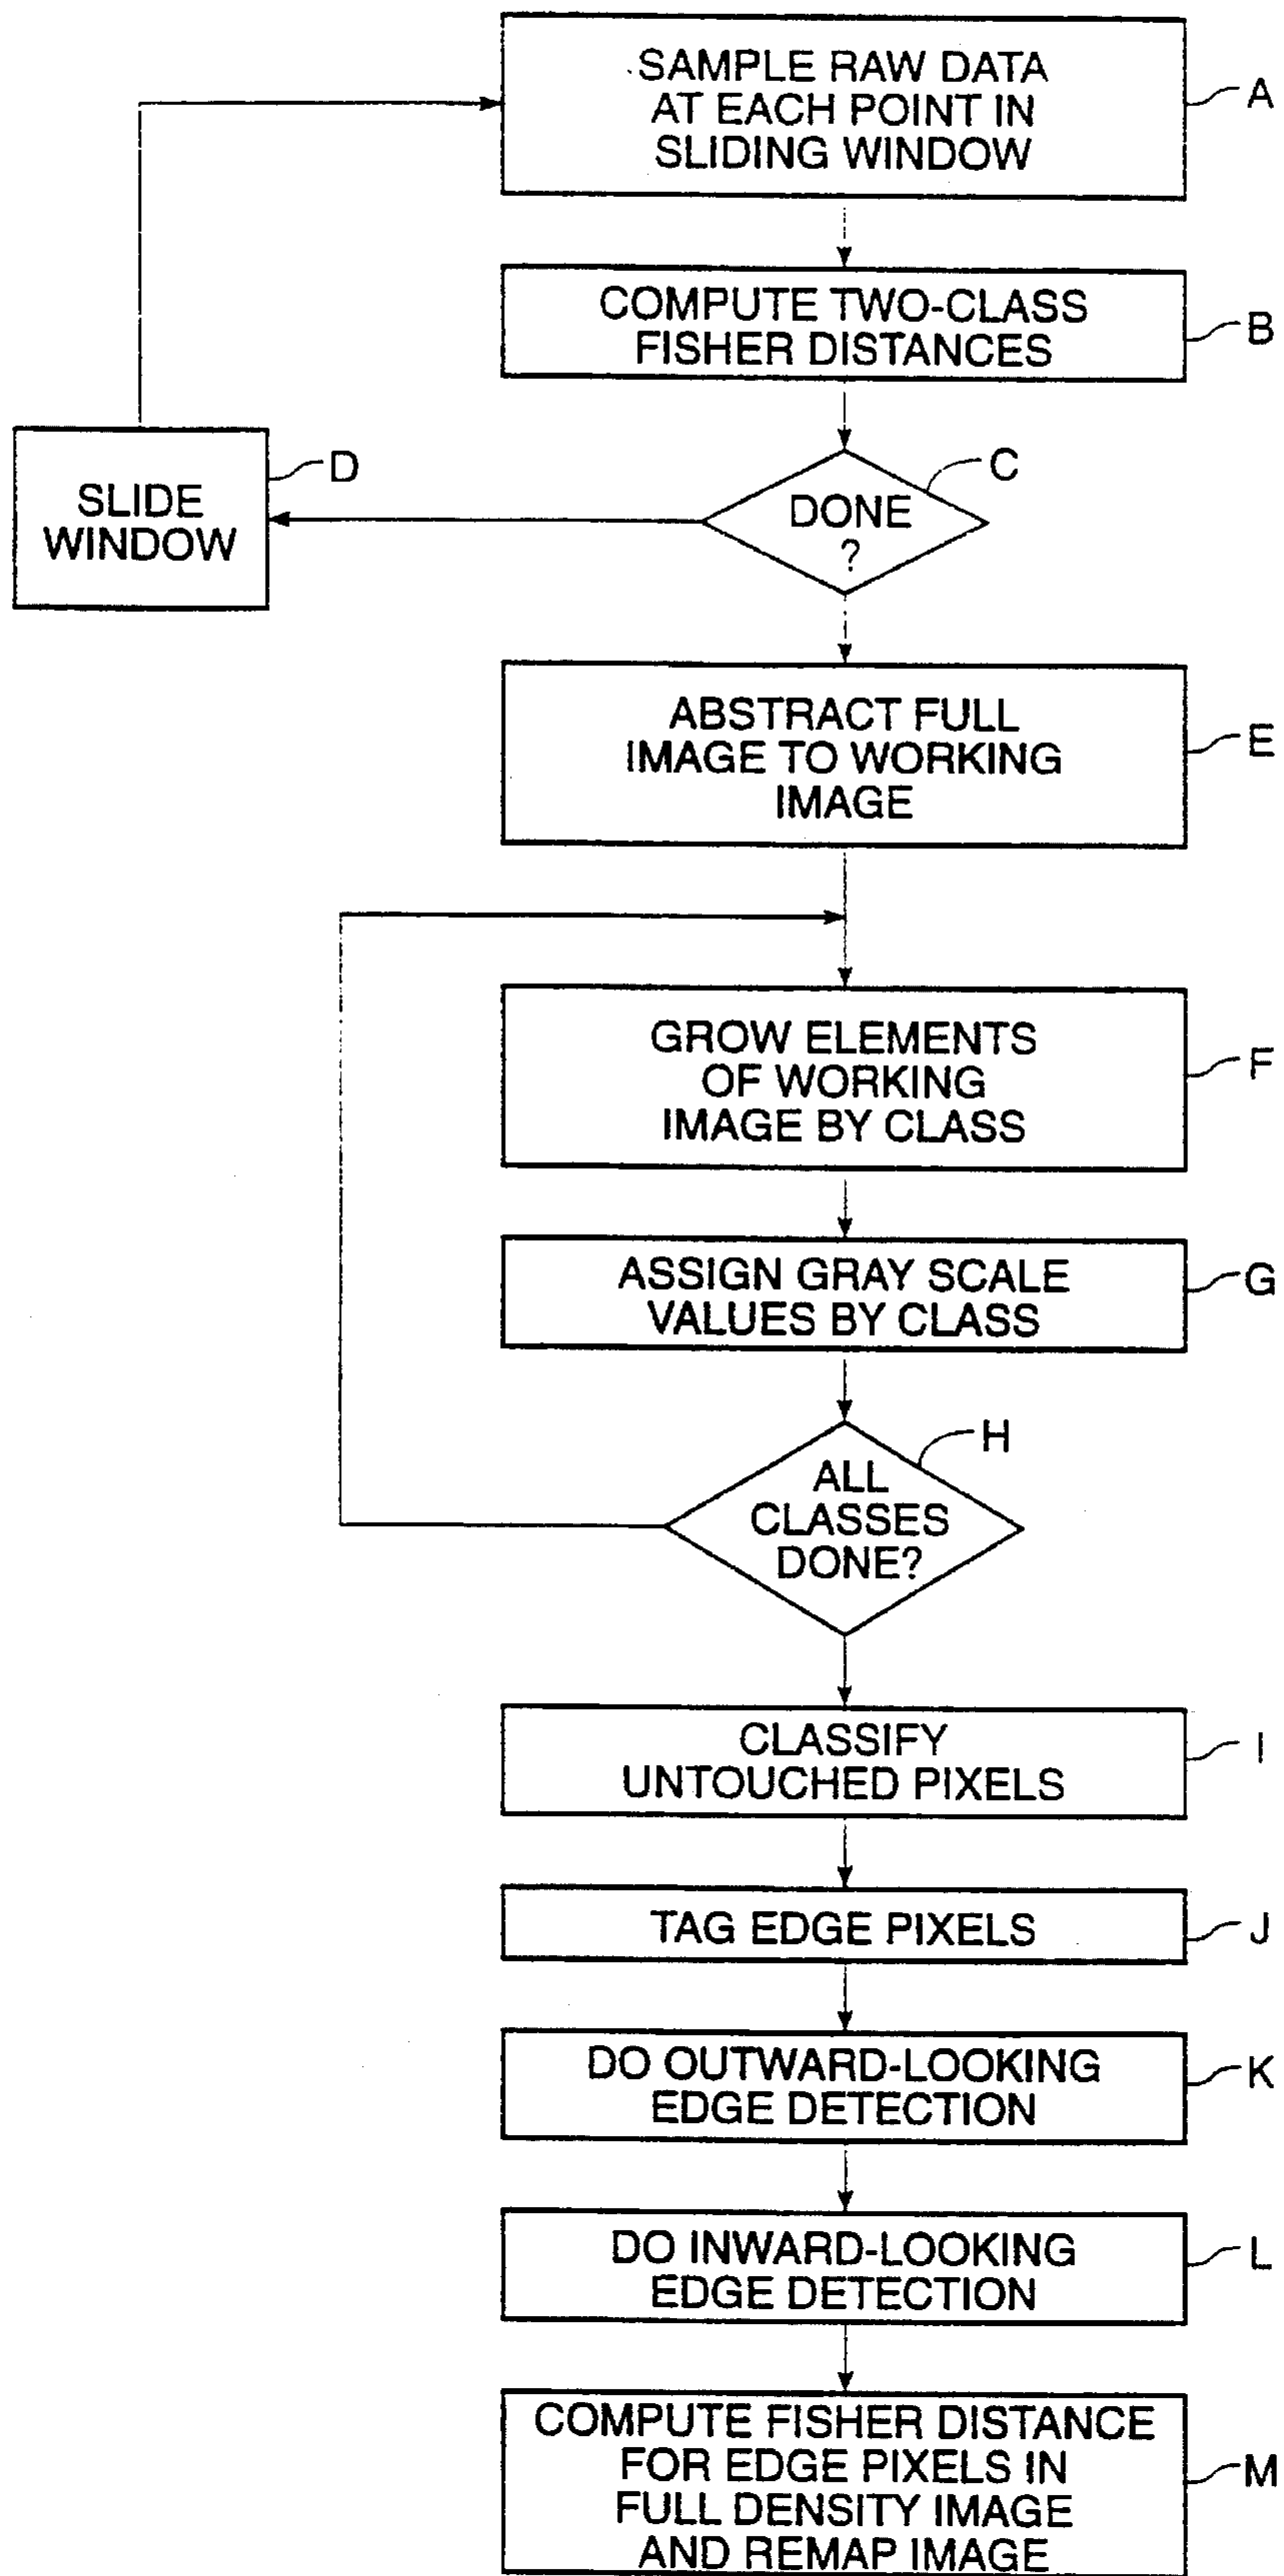 SAMPLE RAW DATA
AT EACH POINT IN
SLIDING WINDOW
A
COMPUTE TWO-CLASS
FISHER DISTANCES
B
DONE
?
C
SLIDE
WINDOW
D
ABSTRACT FULL
IMAGE TO WORKING
IMAGE
E
GROW ELEMENTS
OF WORKING
IMAGE BY CLASS
F
ASSIGN GRAY SCALE
VALUES BY CLASS
G
ALL
CLASSES
DONE?
H
CLASSIFY
UNTOUCHED PIXELS
I
TAG EDGE PIXELS
J
DO OUTWARD-LOOKING
EDGE DETECTION
K
DO INWARD-LOOKING
EDGE DETECTION
L
COMPUTE FISHER DISTANCE
FOR EDGE PIXELS IN
FULL DENSITY IMAGE
AND REMAP IMAGE
M